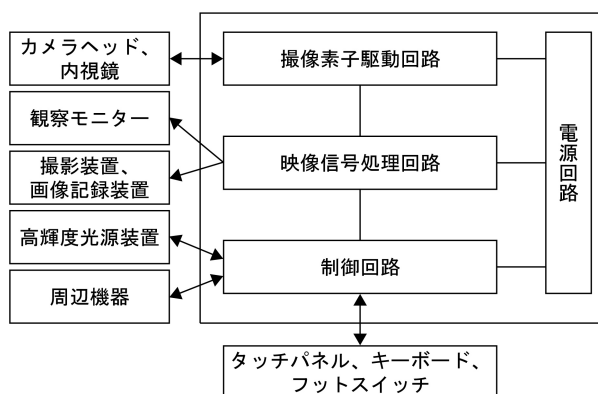 カメラヘッド、
内視鏡
観察モニター
撮影装置、
画像記録装置
高輝度光源装置
周辺機器
撮像素子駆動回路
映像信号処理回路
制御回路
電源回路
タッチパネル、キーボード、
フットスイッチ